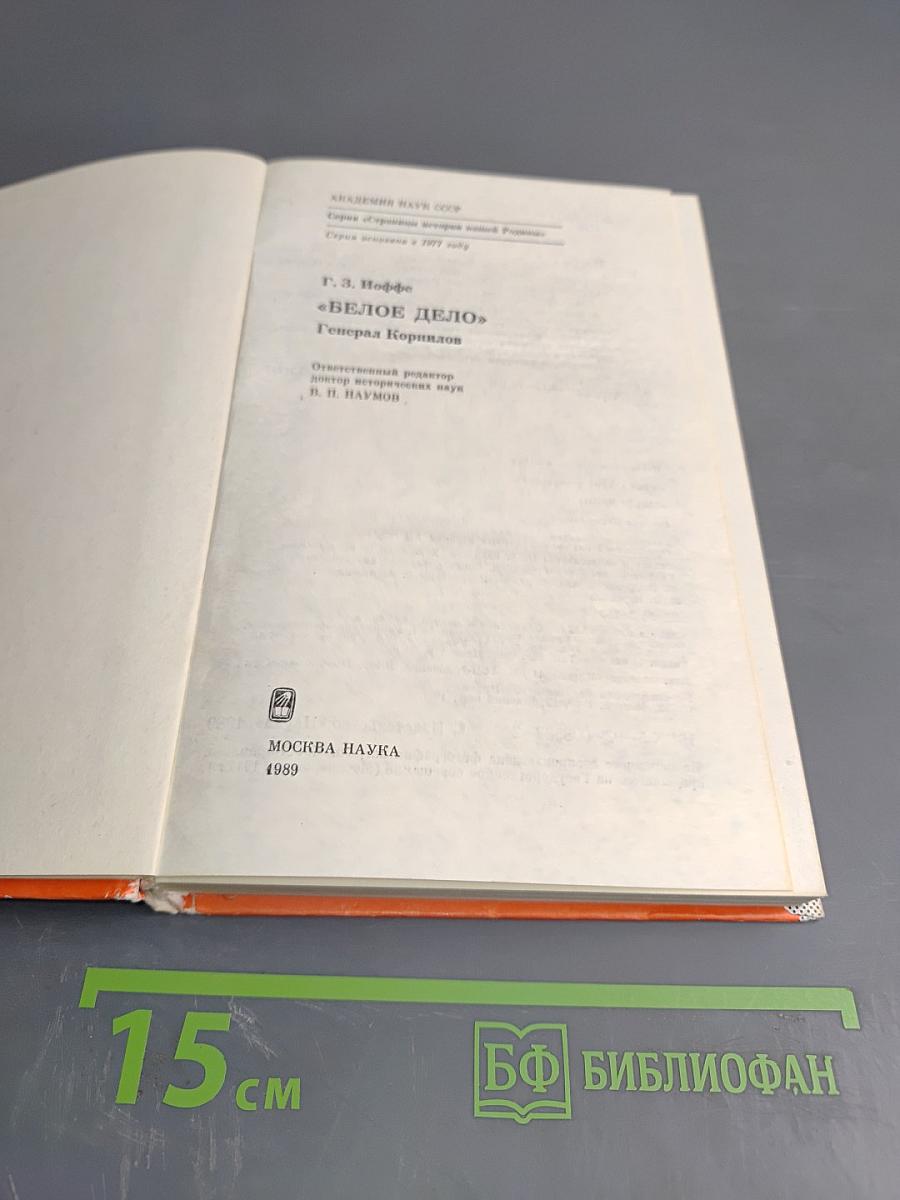 АКАДЕМИЯ НАУК СССР
Серия «Страницы истории нашей Родины»
Серия основана в 1977 году
Г. З. Иоффе
«БЕЛОЕ ДЕЛО»
Генерал Корнилов
Ответственный редактор
доктор исторических наук
В. П. НАУМОВ
МОСКВА НАУКА
1989
15 см
БФ БИБЛИОФАН